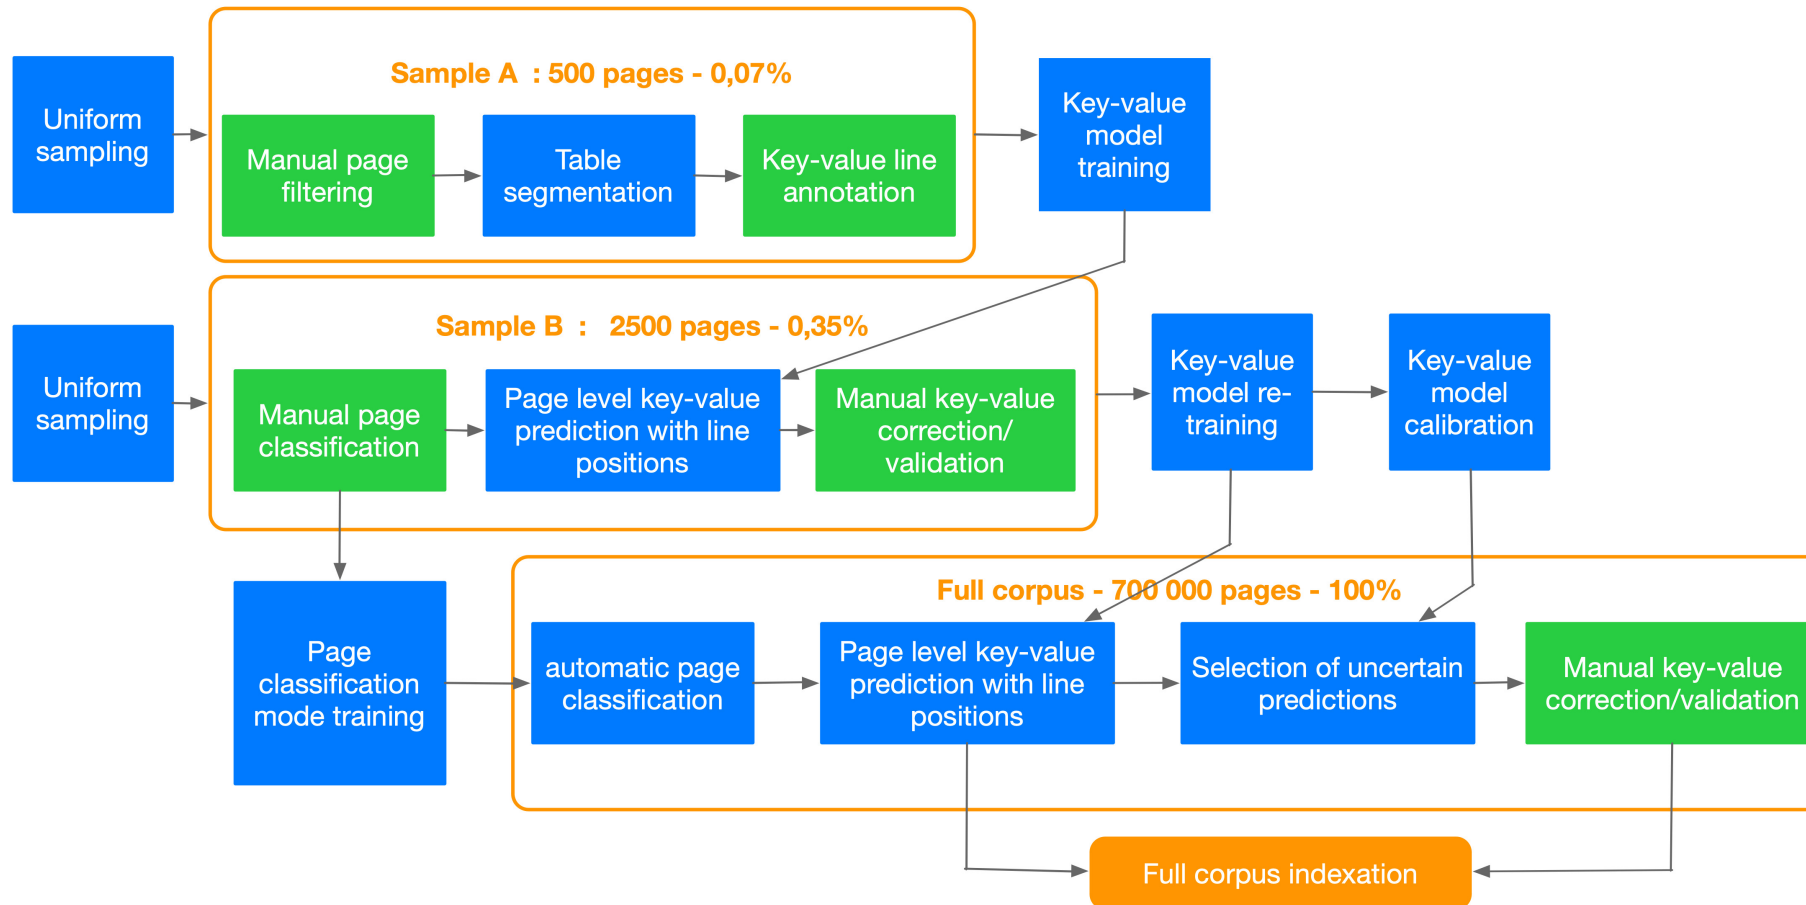 Sample A : 500 pages - 0,07%
Uniform
sampling
Manual page
filtering
Table
segmentation
Key-value line
annotation
Key-value
model
training
Sample B : 2500 pages - 0,35%
Uniform
sampling
Manual page
classification
Page level key-value
prediction with line
positions
Manual key-value
correction/
validation
Key-value
model re-
training
Key-value
model
calibration
Full corpus - 700 000 pages - 100%
Page
classification
mode training
automatic page
classification
Page level key-value
prediction with line
positions
Selection of uncertain
predictions
Manual key-value
correction/validation
Full corpus indexation